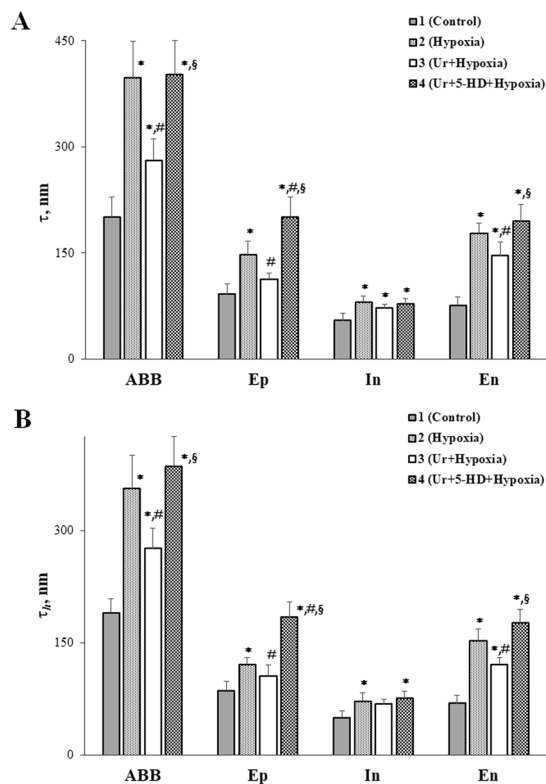 A
1 (Control)
2 (Hypoxia)
3 (Ur+Hypoxia)
4 (Ur+5-HD+Hypoxia)
τ, nm
450
300
150
0
* *,# *,§
* # *,#,§
* * *
* *,# *,§
ABB Ep In En
B
1 (Control)
2 (Hypoxia)
3 (Ur+Hypoxia)
4 (Ur+5-HD+Hypoxia)
τh, nm
300
150
0
* *,# *,§
* # *,#,§
* *
* *,# *,§
ABB Ep In En